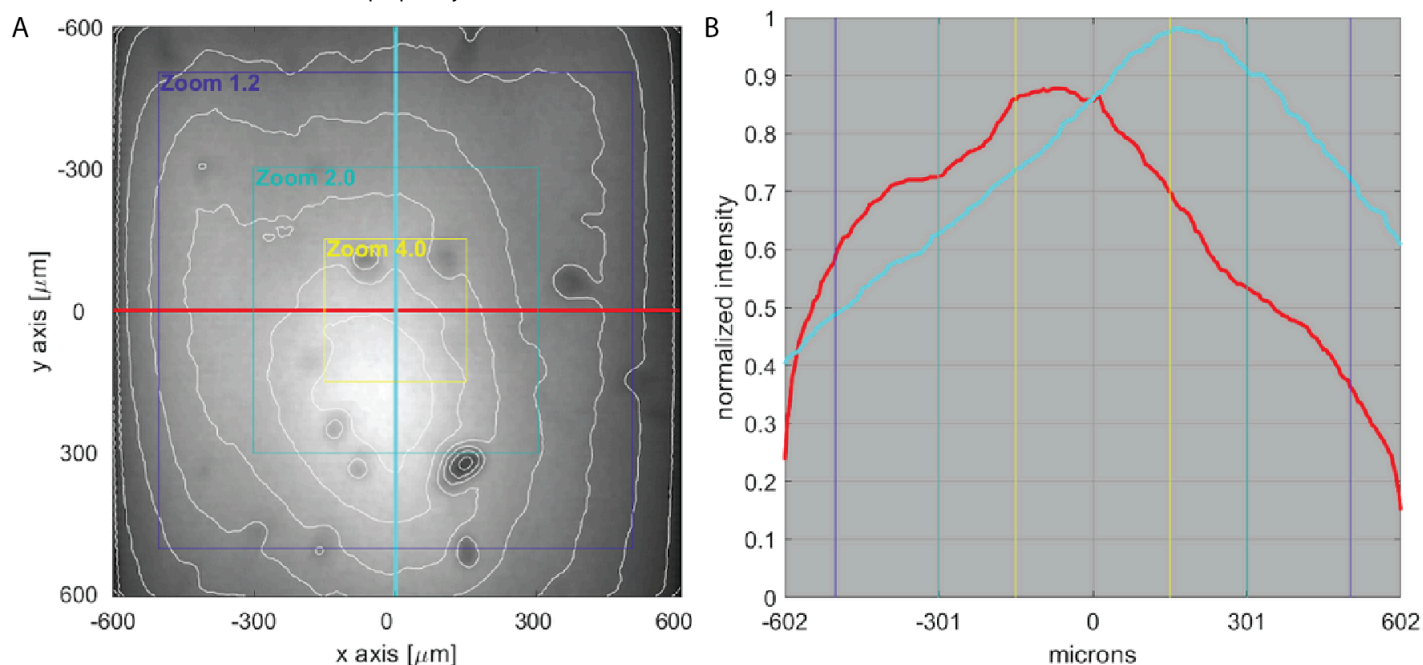 A
-600
-300
0
300
600
y axis [μm]
Zoom 1.2
Zoom 2.0
Zoom 4.0
-600
-300
0
300
600
x axis [μm]
B
1
0.9
0.8
0.7
0.6
0.5
0.4
0.3
0.2
0.1
0
normalized intensity
-602
-301
0
301
602
microns